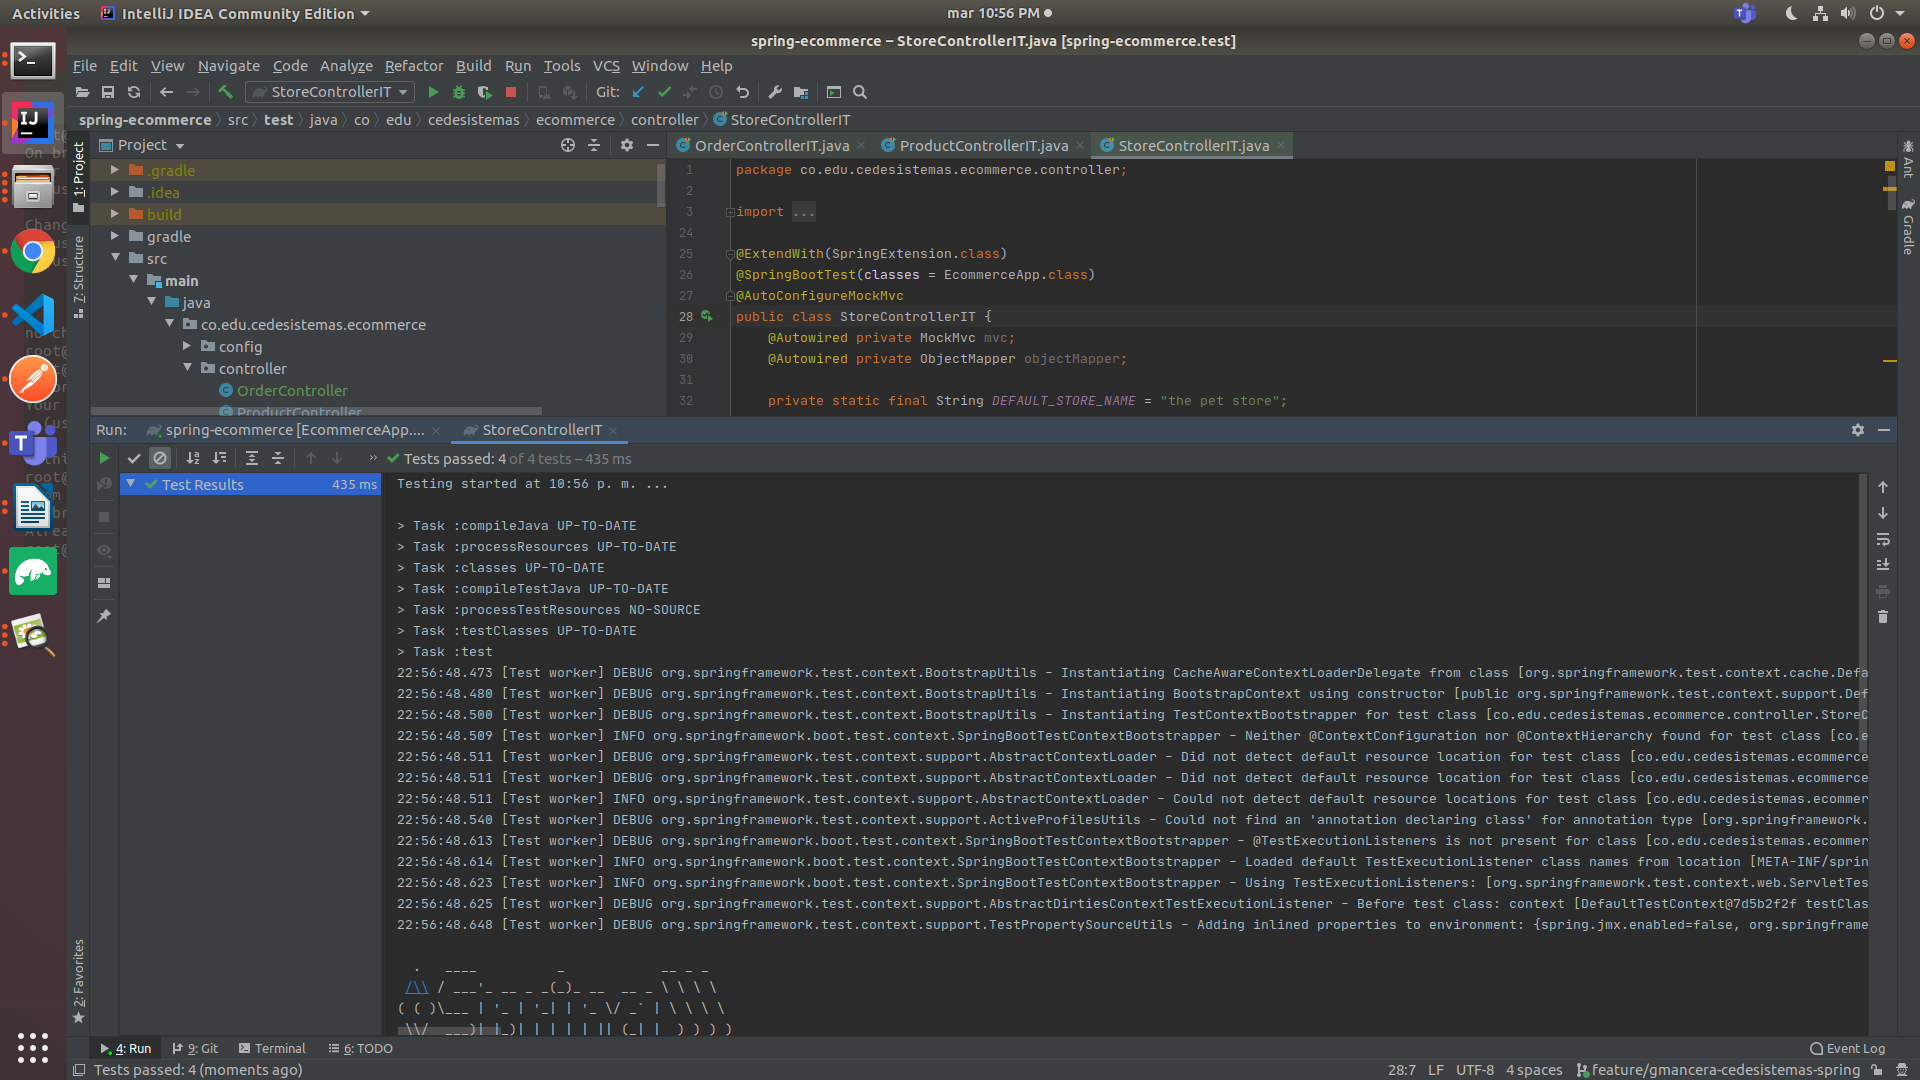 Activities IntelliJ IDEA Community Edition mar 10:56 PM
spring-ecommerce – StoreControllerIT.java [spring-ecommerce.test]
File Edit View Navigate Code Analyze Refactor Build Run Tools VCS Window Help
StoreControllerIT Git:
spring-ecommerce src test java co edu cedesistemas ecommerce controller StoreControllerIT
1: Project
7: Structure
2: Favorites
Project
.gradle
.idea
build
gradle
src
main
java
co.edu.cedesistemas.ecommerce
config
controller
OrderController
ProductController
OrderControllerIT.java ProductControllerIT.java StoreControllerIT.java
1 package co.edu.cedesistemas.ecommerce.controller;
2
3 import ...
24
25 @ExtendWith(SpringExtension.class)
26 @SpringBootTest(classes = EcommerceApp.class)
27 @AutoConfigureMockMvc
28 public class StoreControllerIT {
29 @Autowired private MockMvc mvc;
30 @Autowired private ObjectMapper objectMapper;
31
32 private static final String DEFAULT_STORE_NAME = "the pet store";
Ant
Gradle
Run: spring-ecommerce [EcommerceApp.... StoreControllerIT
Tests passed: 4 of 4 tests – 435 ms
Test Results 435 ms
Testing started at 10:56 p. m. ...
> Task :compileJava UP-TO-DATE
> Task :processResources UP-TO-DATE
> Task :classes UP-TO-DATE
> Task :compileTestJava UP-TO-DATE
> Task :processTestResources NO-SOURCE
> Task :testClasses UP-TO-DATE
> Task :test
22:56:48.473 [Test worker] DEBUG org.springframework.test.context.BootstrapUtils - Instantiating CacheAwareContextLoaderDelegate from class [org.springframework.test.context.cache.Defa
22:56:48.480 [Test worker] DEBUG org.springframework.test.context.BootstrapUtils - Instantiating BootstrapContext using constructor [public org.springframework.test.context.support.Def
22:56:48.500 [Test worker] DEBUG org.springframework.test.context.BootstrapUtils - Instantiating TestContextBootstrapper for test class [co.edu.cedesistemas.ecommerce.controller.StoreC
22:56:48.509 [Test worker] INFO org.springframework.boot.test.context.SpringBootTestContextBootstrapper - Neither @ContextConfiguration nor @ContextHierarchy found for test class [co.e
22:56:48.511 [Test worker] DEBUG org.springframework.test.context.support.AbstractContextLoader - Did not detect default resource location for test class [co.edu.cedesistemas.ecommerce
22:56:48.511 [Test worker] DEBUG org.springframework.test.context.support.AbstractContextLoader - Did not detect default resource location for test class [co.edu.cedesistemas.ecommerce
22:56:48.511 [Test worker] INFO org.springframework.test.context.support.AbstractContextLoader - Could not detect default resource locations for test class [co.edu.cedesistemas.ecommer
22:56:48.540 [Test worker] DEBUG org.springframework.test.context.support.ActiveProfilesUtils - Could not find an 'annotation declaring class' for annotation type [org.springframework.
22:56:48.613 [Test worker] DEBUG org.springframework.boot.test.context.SpringBootTestContextBootstrapper - @TestExecutionListeners is not present for class [co.edu.cedesistemas.ecommer
22:56:48.614 [Test worker] INFO org.springframework.boot.test.context.SpringBootTestContextBootstrapper - Loaded default TestExecutionListener class names from location [META-INF/sprin
22:56:48.623 [Test worker] INFO org.springframework.boot.test.context.SpringBootTestContextBootstrapper - Using TestExecutionListeners: [org.springframework.test.context.web.ServletTes
22:56:48.625 [Test worker] DEBUG org.springframework.test.context.support.AbstractDirtiesContextTestExecutionListener - Before test class: context [DefaultTestContext@7d5b2f2f testClas
22:56:48.648 [Test worker] DEBUG org.springframework.test.context.support.TestPropertySourceUtils - Adding inlined properties to environment: {spring.jmx.enabled=false, org.springframe
4: Run 9: Git Terminal 6: TODO Event Log
Tests passed: 4 (moments ago) 28:7 LF UTF-8 4 spaces feature/gmancera-cedesistemas-spring